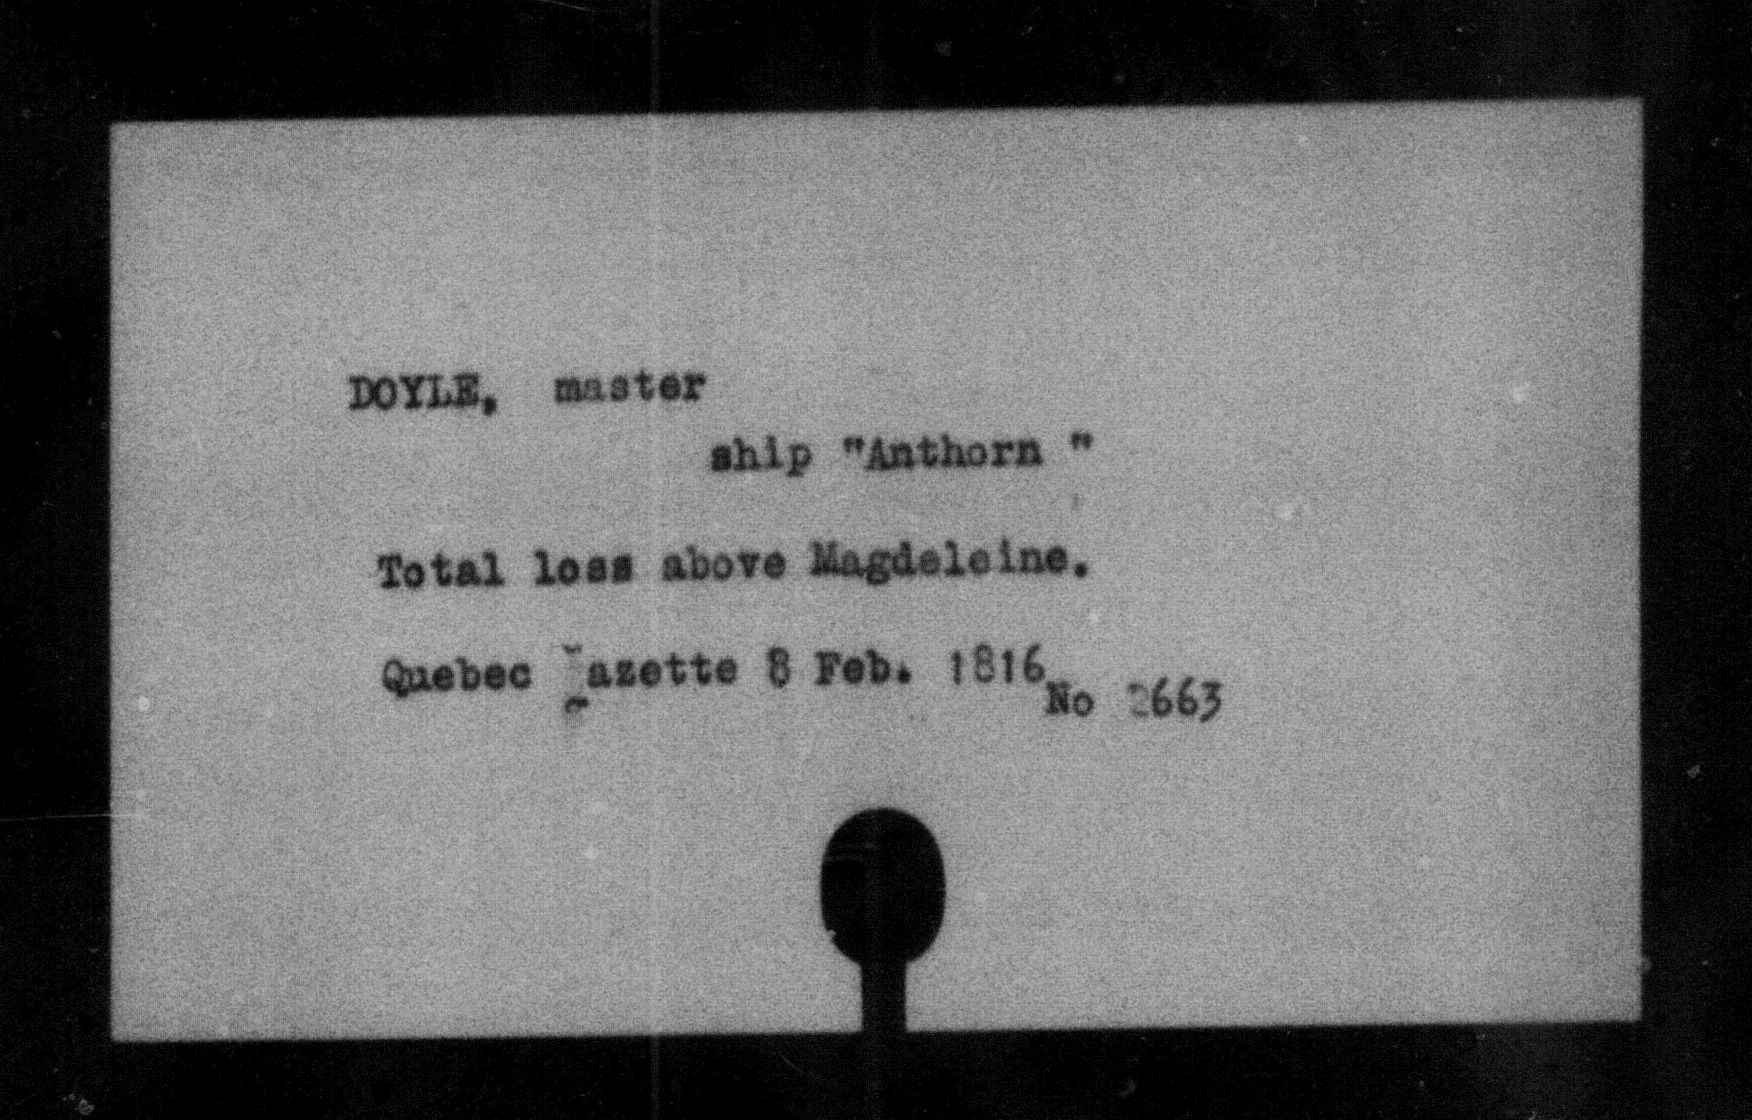 DOYLE, master
ship "Anthorn "
Total loss above Magdeleine.
Quebec Gazette 8 Feb. 1816
No 2663